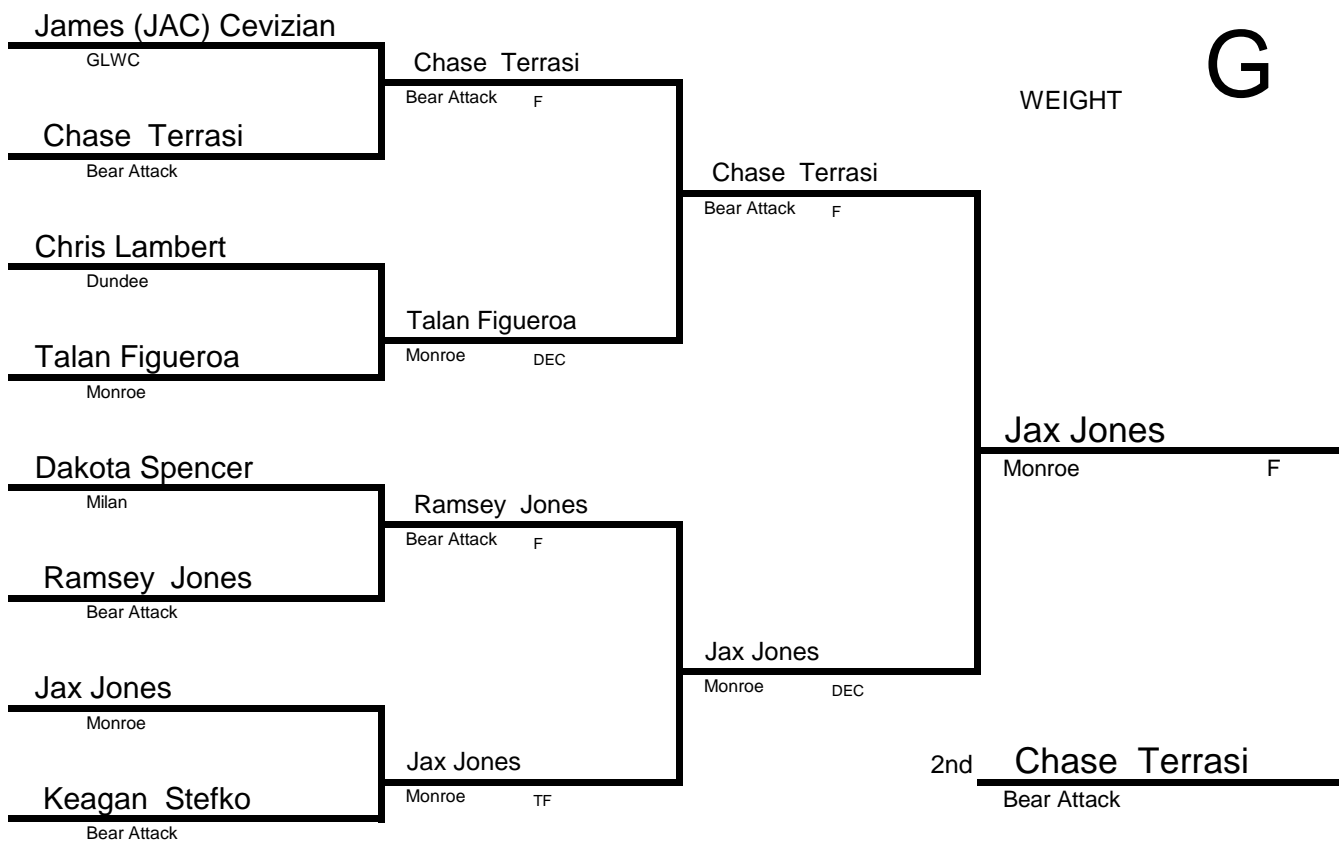 James (JAC) Cevizian
GLWC
Chase Terrasi
Bear Attack
Chris Lambert
Dundee
Talan Figueroa
Monroe
Dakota Spencer
Milan
Ramsey Jones
Bear Attack
Jax Jones
Monroe
Keagan Stefko
Bear Attack
Chase Terrasi
Bear Attack F
Talan Figueroa
Monroe DEC
Ramsey Jones
Bear Attack F
Jax Jones
Monroe TF
Chase Terrasi
Bear Attack F
Jax Jones
Monroe DEC
WEIGHT G
Jax Jones
Monroe F
2nd Chase Terrasi
Bear Attack